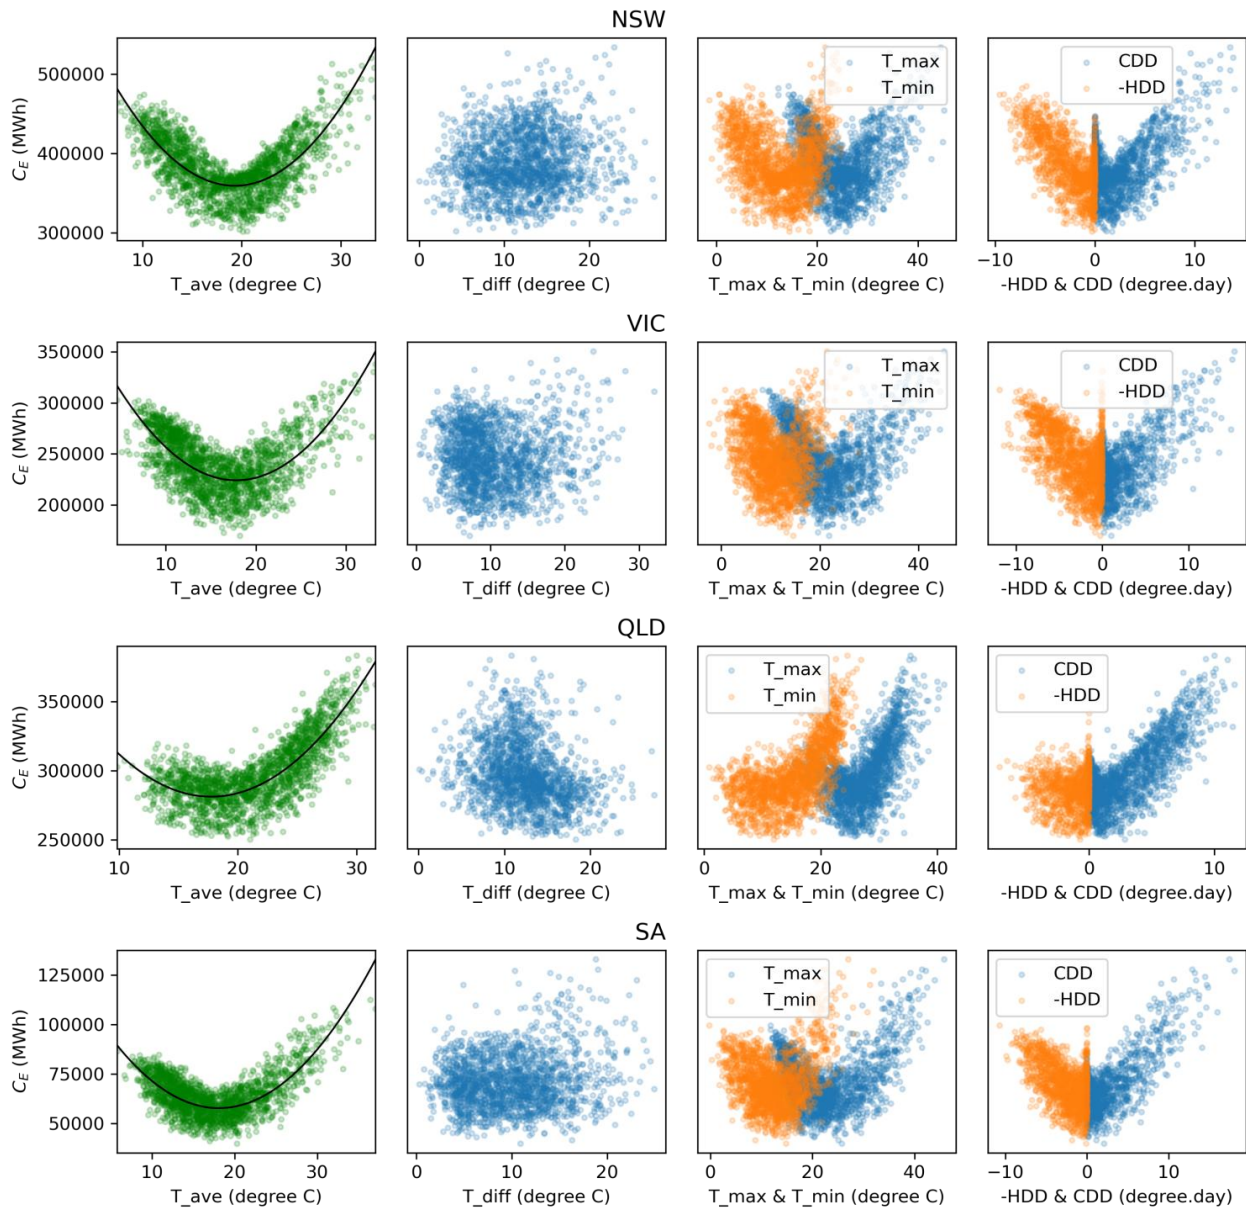 NSW
500000
400000
300000
C_E (MWh)
10 20 30
T_ave (degree C)
0 10 20
T_diff (degree C)
T_max
T_min
0 20 40
T_max & T_min (degree C)
CDD
-HDD
−10 0 10
-HDD & CDD (degree.day)
VIC
350000
300000
250000
200000
C_E (MWh)
10 20 30
T_ave (degree C)
0 10 20 30
T_diff (degree C)
T_max
T_min
0 20 40
T_max & T_min (degree C)
CDD
-HDD
−10 0 10
-HDD & CDD (degree.day)
QLD
350000
300000
250000
C_E (MWh)
10 20 30
T_ave (degree C)
0 10 20
T_diff (degree C)
T_max
T_min
0 20 40
T_max & T_min (degree C)
CDD
-HDD
0 10
-HDD & CDD (degree.day)
SA
125000
100000
75000
50000
C_E (MWh)
10 20 30
T_ave (degree C)
0 10 20
T_diff (degree C)
T_max
T_min
0 20 40
T_max & T_min (degree C)
CDD
-HDD
−10 0 10
-HDD & CDD (degree.day)